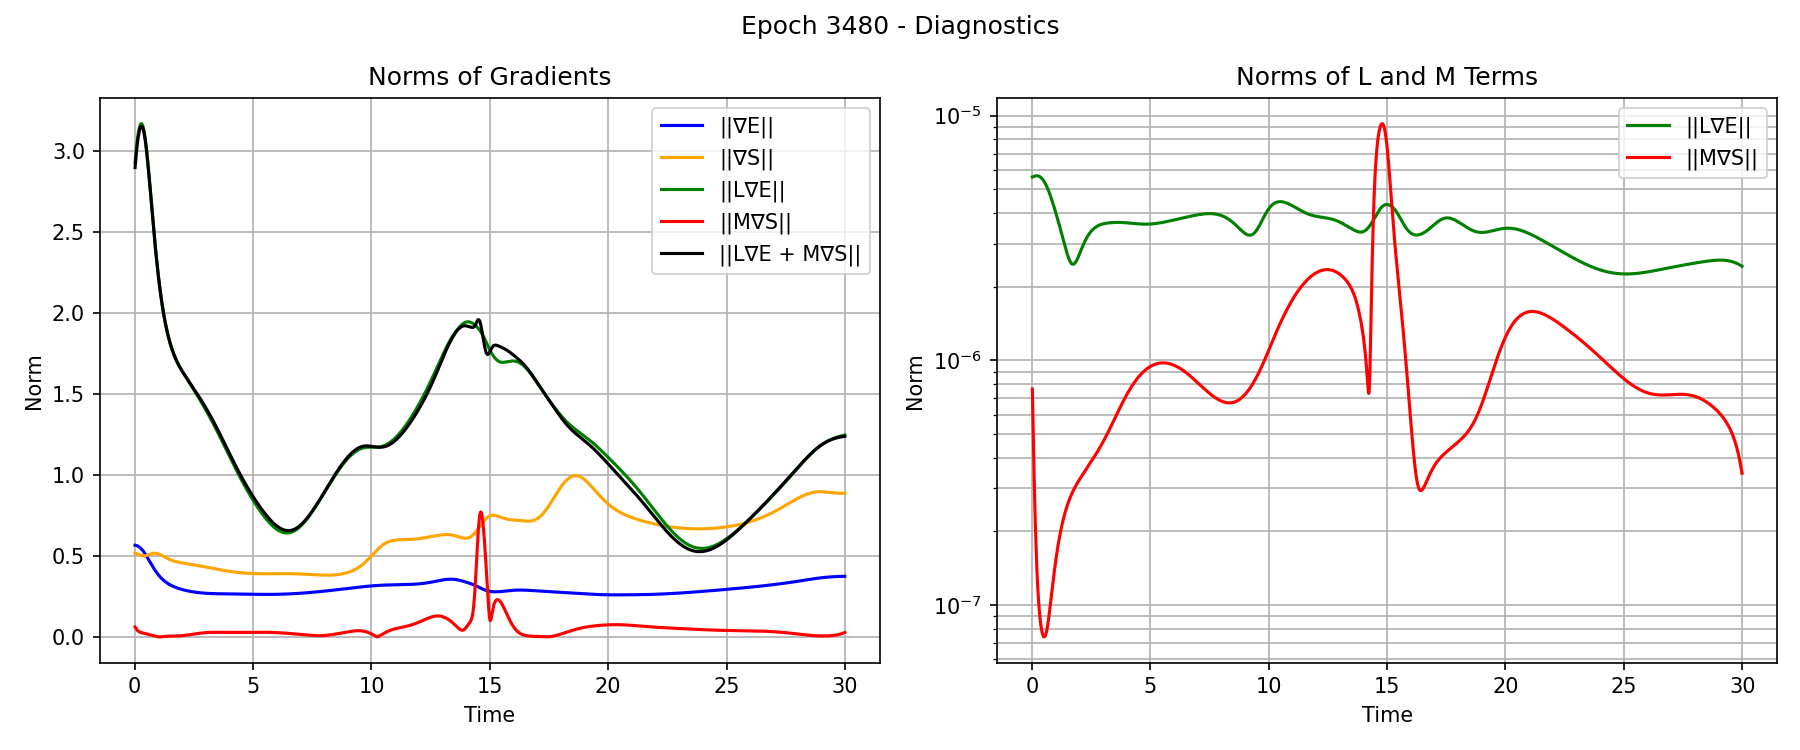 Epoch 3480 - Diagnostics
Norms of Gradients
Norm
3.0
2.5
2.0
1.5
1.0
0.5
0.0
0 5 10 15 20 25 30
Time
||∇E||
||∇S||
||L∇E||
||M∇S||
||L∇E + M∇S||
Norms of L and M Terms
Norm
10⁻⁵
10⁻⁶
10⁻⁷
0 5 10 15 20 25 30
Time
||L∇E||
||M∇S||